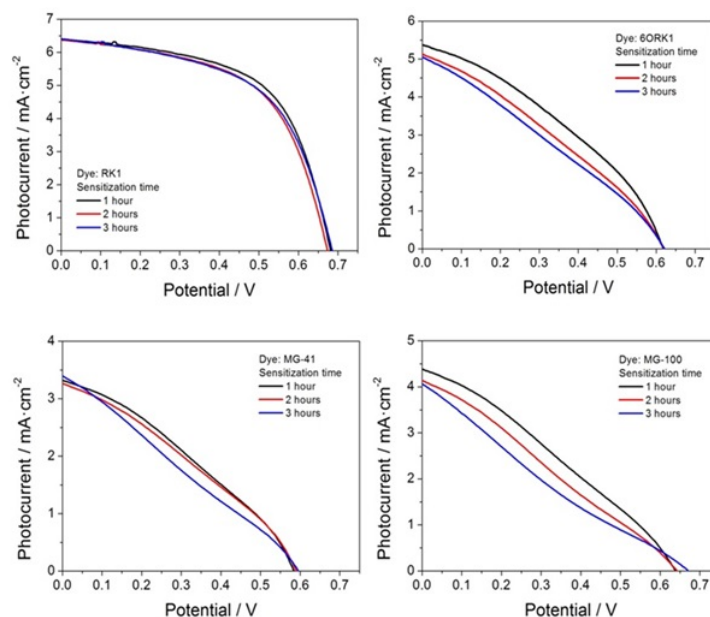 7
6
5
4
3
2
1
0
Photocurrent / mA·cm⁻²
Dye: RK1
Sensitization time
1 hour
2 hours
3 hours
0.0 0.1 0.2 0.3 0.4 0.5 0.6 0.7
Potential / V
6
5
4
3
2
1
0
Photocurrent / mA·cm⁻²
Dye: 6ORK1
Sensitization time
1 hour
2 hours
3 hours
0.0 0.1 0.2 0.3 0.4 0.5 0.6 0.7
Potential / V
4
3
2
1
0
Photocurrent / mA·cm⁻²
Dye: MG-41
Sensitization time
1 hour
2 hours
3 hours
0.0 0.1 0.2 0.3 0.4 0.5 0.6 0.7
Potential / V
5
4
3
2
1
0
Photocurrent / mA·cm⁻²
Dye: MG-100
Sensitization time
1 hour
2 hours
3 hours
0.0 0.1 0.2 0.3 0.4 0.5 0.6 0.7
Potential / V